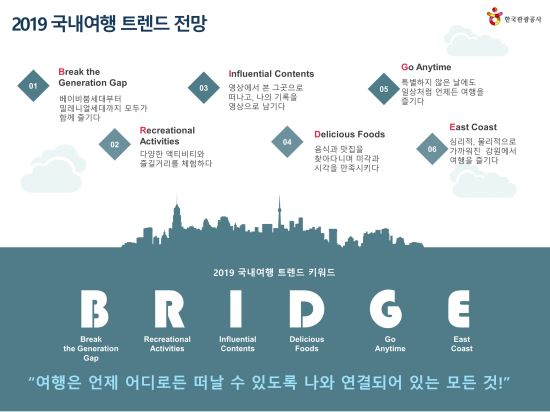 2019 국내여행 트렌드 전망
한국관광공사
01
Break the
Generation Gap
베이비붐세대부터
밀레니얼세대까지 모두가
함께 즐기다
02
Recreational
Activities
다양한 액티비티와
즐길거리를 체험하다
03
Influential Contents
영상에서 본 그곳으로
떠나고, 나의 기록을
영상으로 남기다
04
Delicious Foods
음식과 맛집을
찾아다니며 미각과
시각을 만족시키다
05
Go Anytime
특별하지 않은 날에도
일상처럼 언제든 여행을
즐기다
06
East Coast
심리적, 물리적으로
가까워진 강원에서
여행을 즐기다
2019 국내여행 트렌드 키워드
B R I D G E
Break
the Generation
Gap
Recreational
Activities
Influential
Contents
Delicious
Foods
Go
Anytime
East
Coast
“여행은 언제 어디로든 떠날 수 있도록 나와 연결되어 있는 모든 것!”